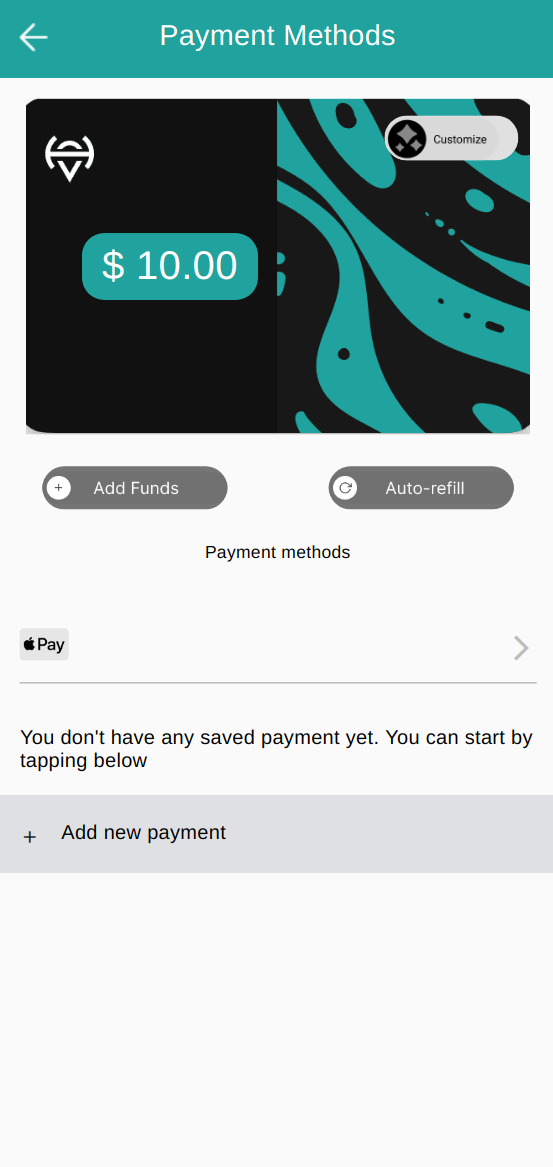 Payment Methods
Customize
$ 10.00
Add Funds
Auto-refill
Payment methods
Pay
You don't have any saved payment yet. You can start by
tapping below
+ Add new payment